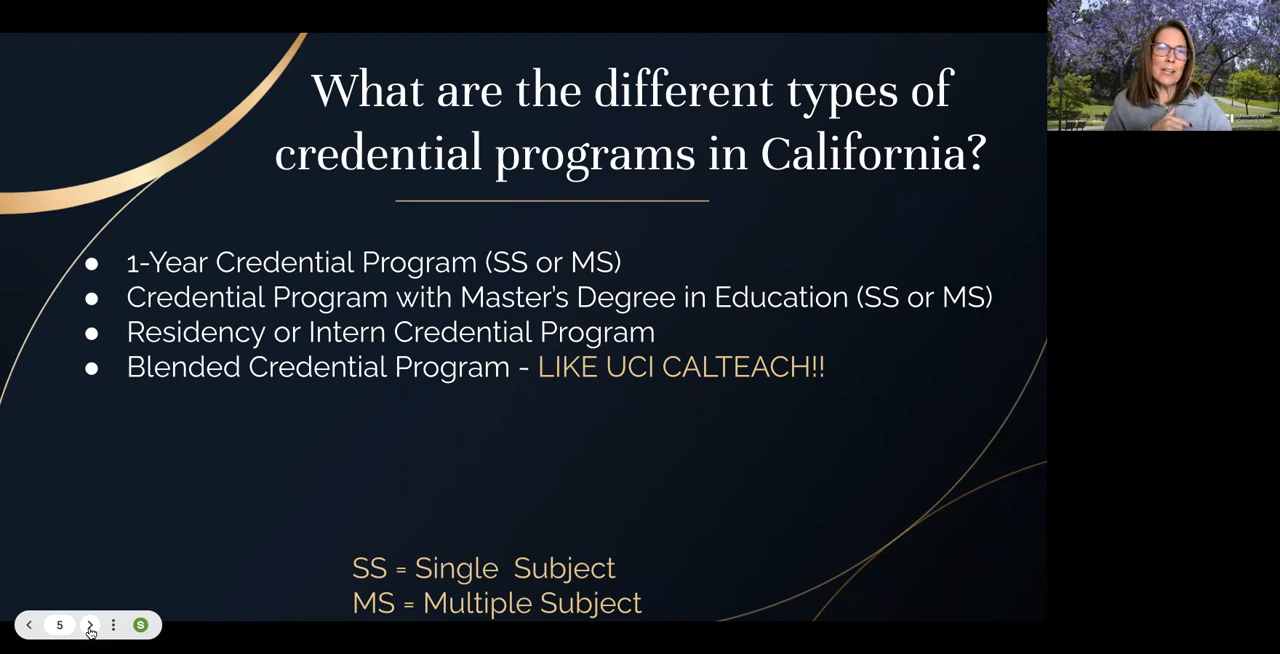 What are the different types of
credential programs in California?
● 1-Year Credential Program (SS or MS)
● Credential Program with Master's Degree in Education (SS or MS)
● Residency or Intern Credential Program
● Blended Credential Program - LIKE UCI CALTEACH!!
SS = Single  Subject
MS = Multiple Subject
5
S